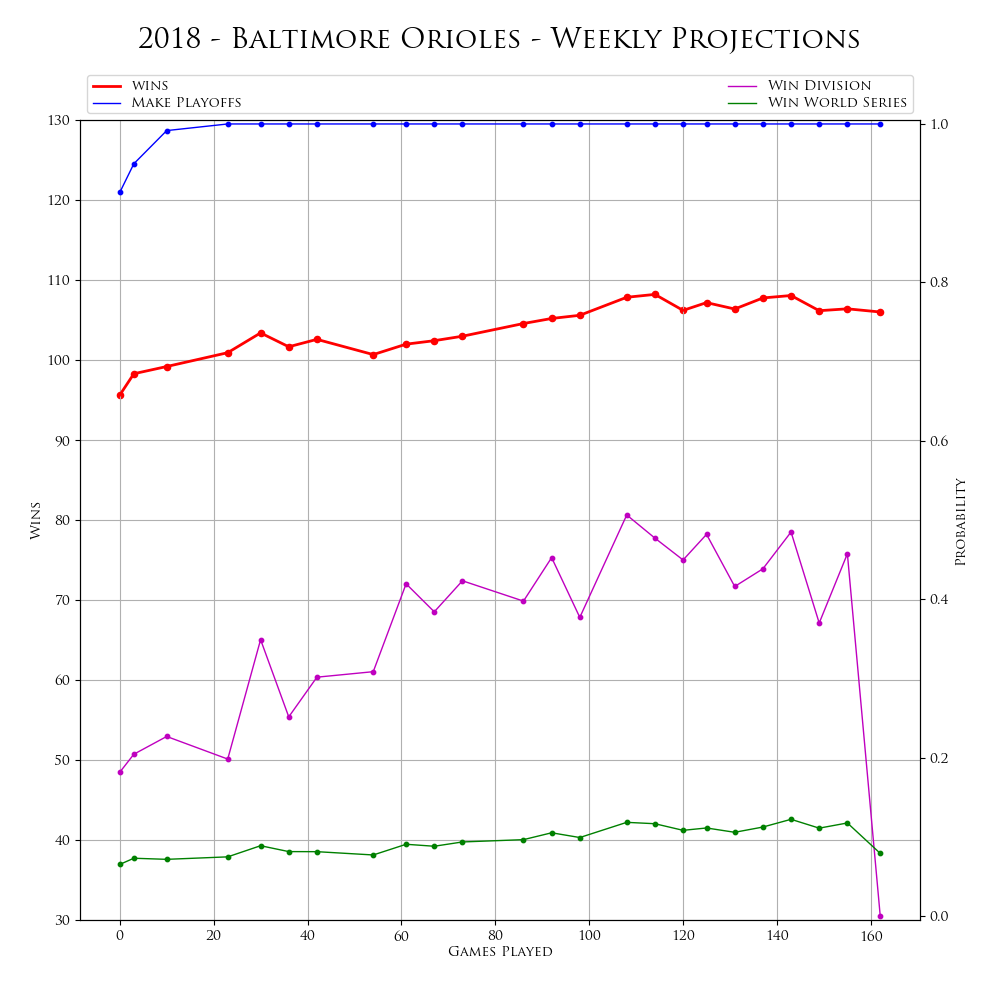 2018 - Baltimore Orioles - Weekly Projections
wins
Make Playoffs
Win Division
Win World Series
130
120
110
100
90
80
70
60
50
40
30
Wins
1.0
0.8
0.6
0.4
0.2
0.0
Probability
0 20 40 60 80 100 120 140 160
Games Played